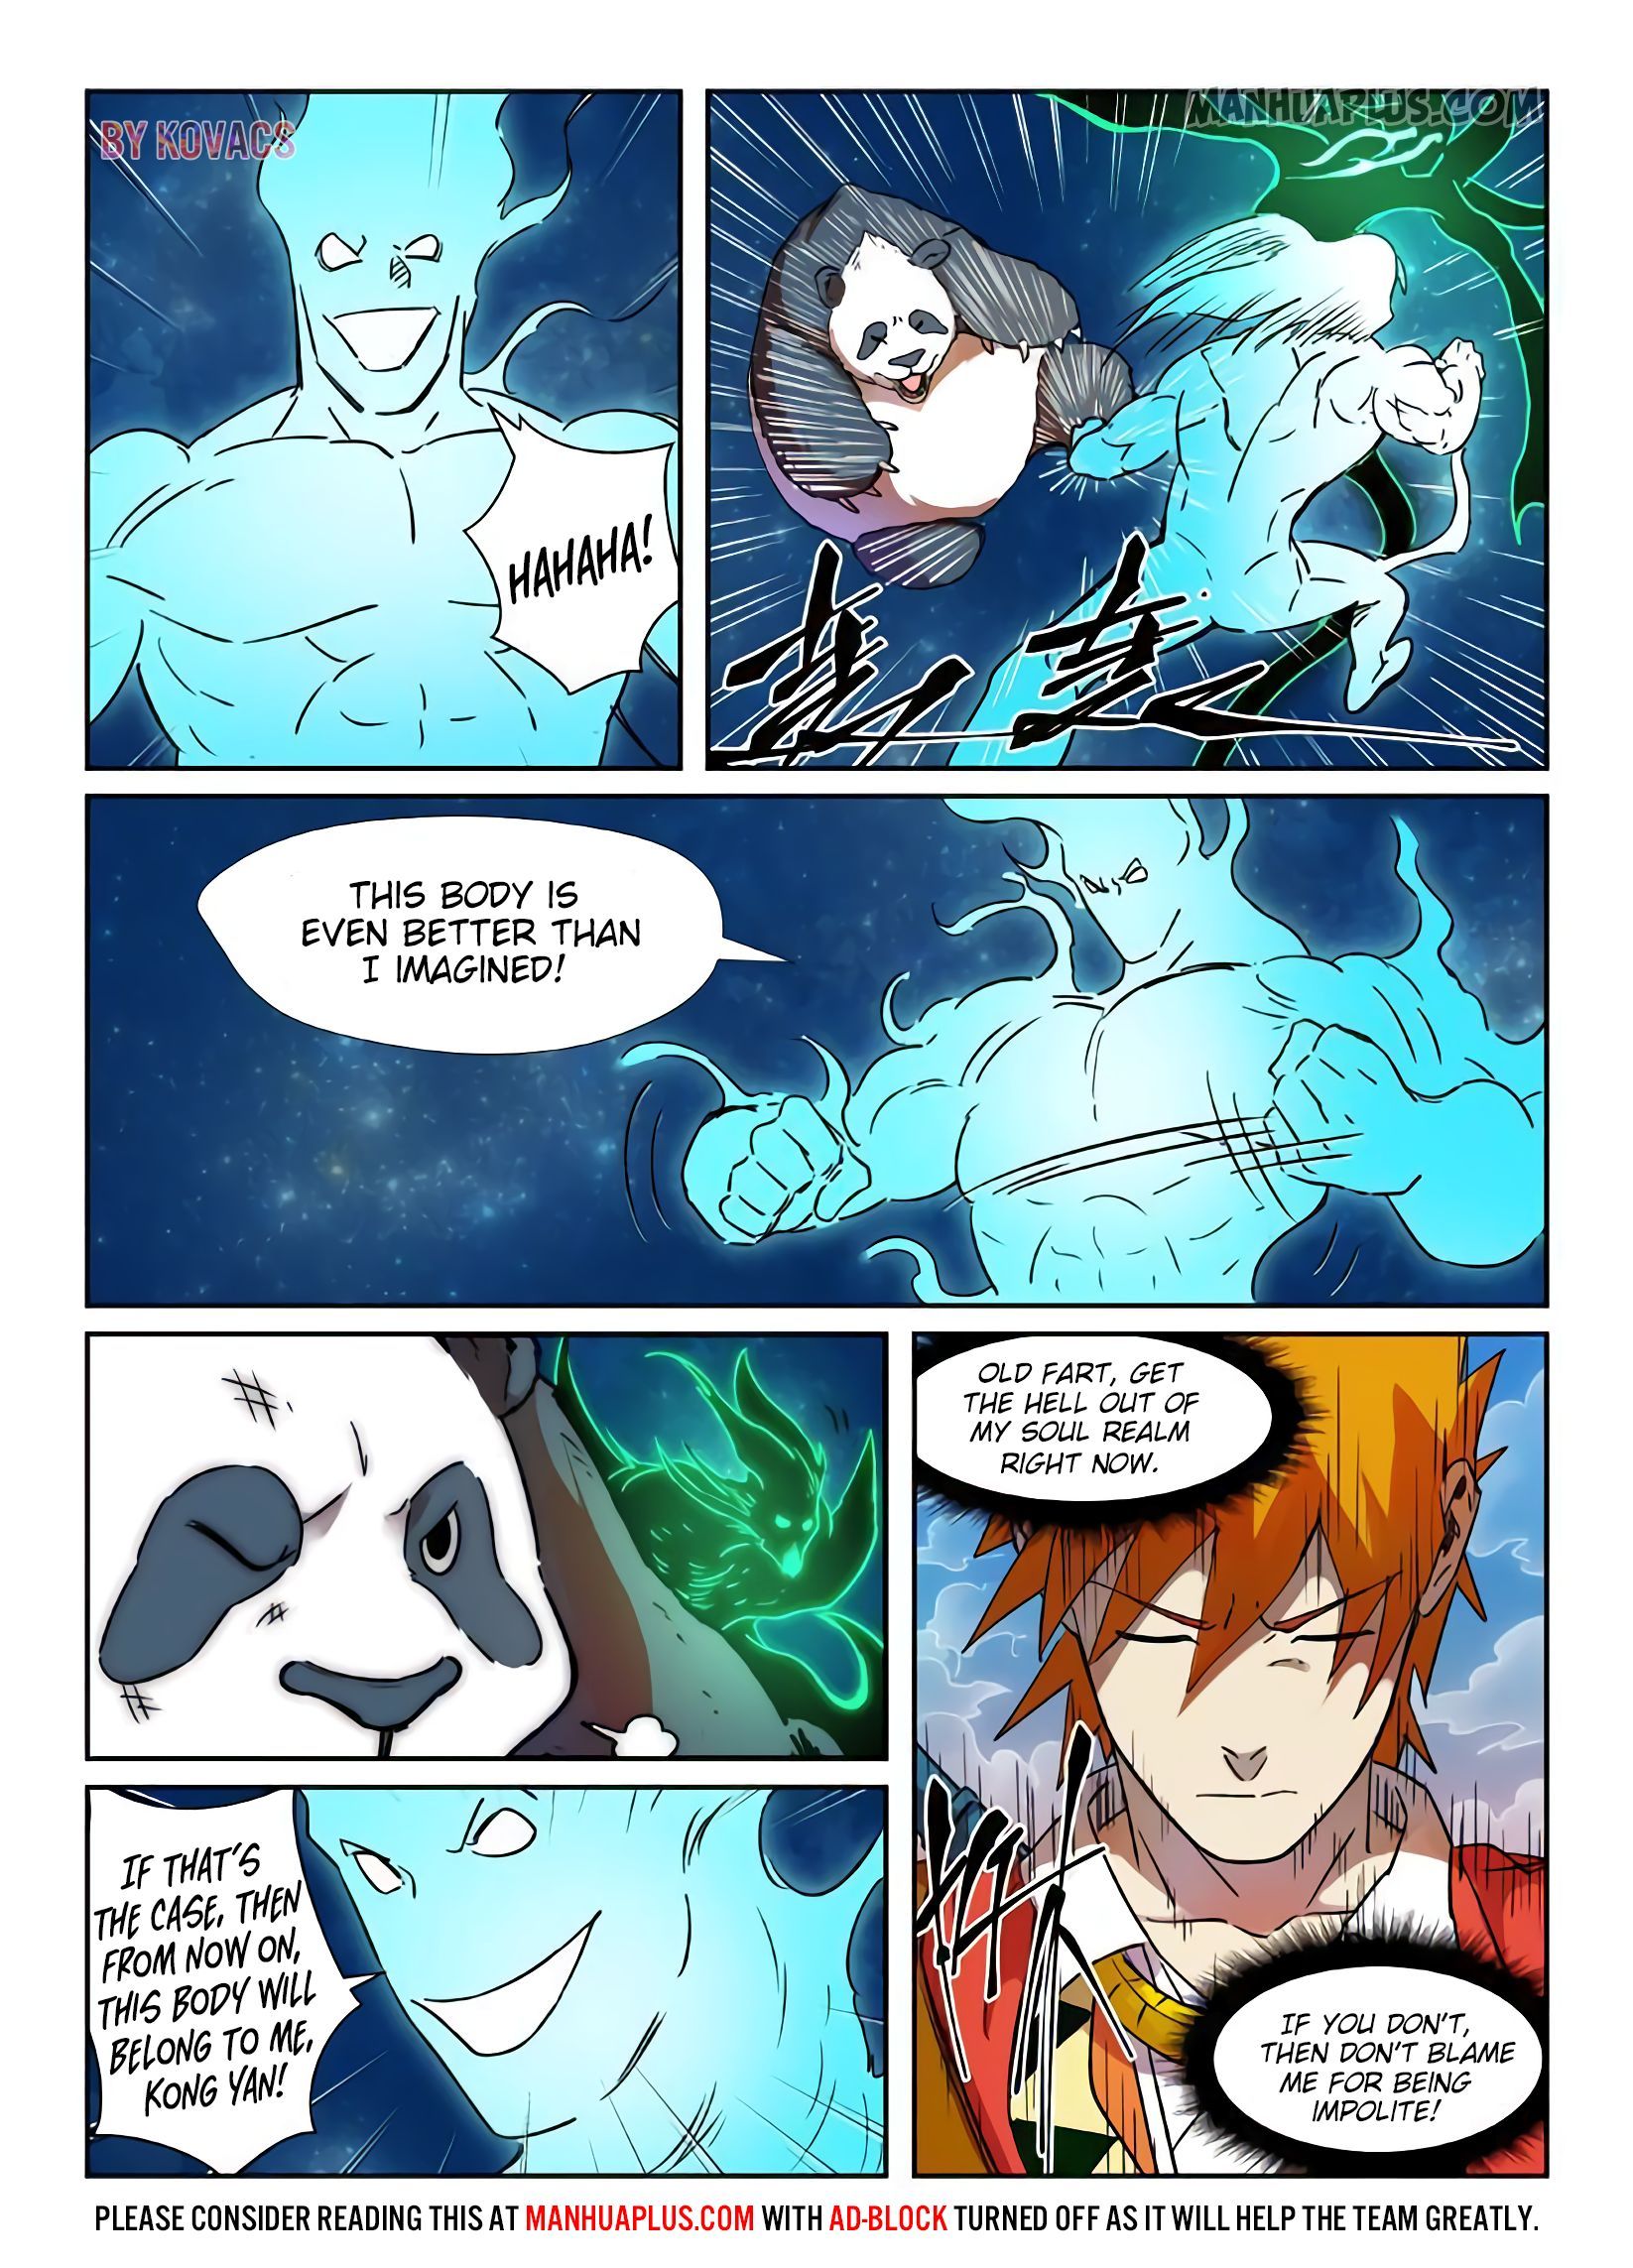 BY KOVACS
MANHUAPLUS.COM
HAHAHA!
THIS BODY IS
EVEN BETTER THAN
I IMAGINED!
OLD FART, GET
THE HELL OUT OF
MY SOUL REALM
RIGHT NOW.
IF THAT'S
THE CASE, THEN
FROM NOW ON,
THIS BODY WILL
BELONG TO ME,
KONG YAN!
IF YOU DON'T,
THEN DON'T BLAME
ME FOR BEING
IMPOLITE!
PLEASE CONSIDER READING THIS AT MANHUAPLUS.COM WITH AD-BLOCK TURNED OFF AS IT WILL HELP THE TEAM GREATLY.